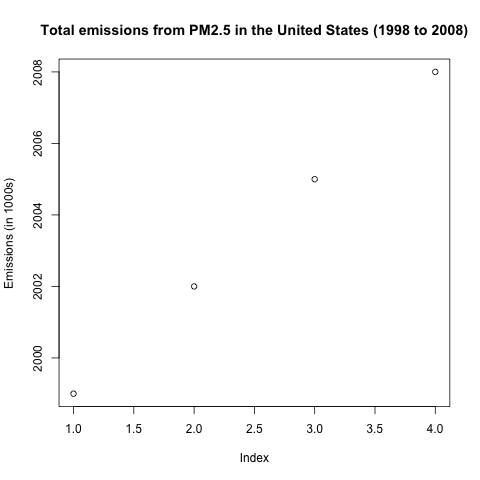 Total emissions from PM2.5 in the United States (1998 to 2008)
Emissions (in 1000s)
2008
2006
2004
2002
2000
1.0 1.5 2.0 2.5 3.0 3.5 4.0
Index